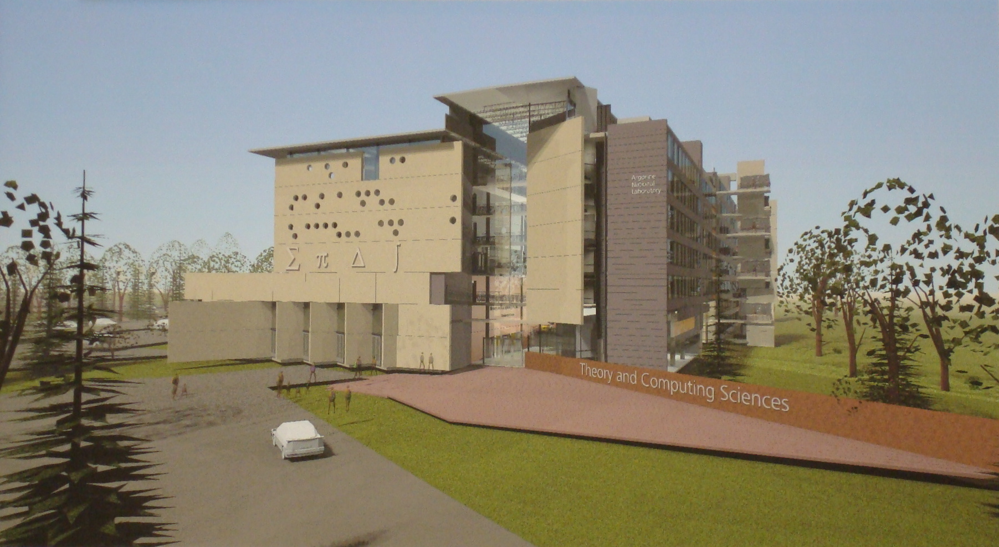 Argonne
National
Laboratory
Σ π Δ ∫
Theory and Computing Sciences